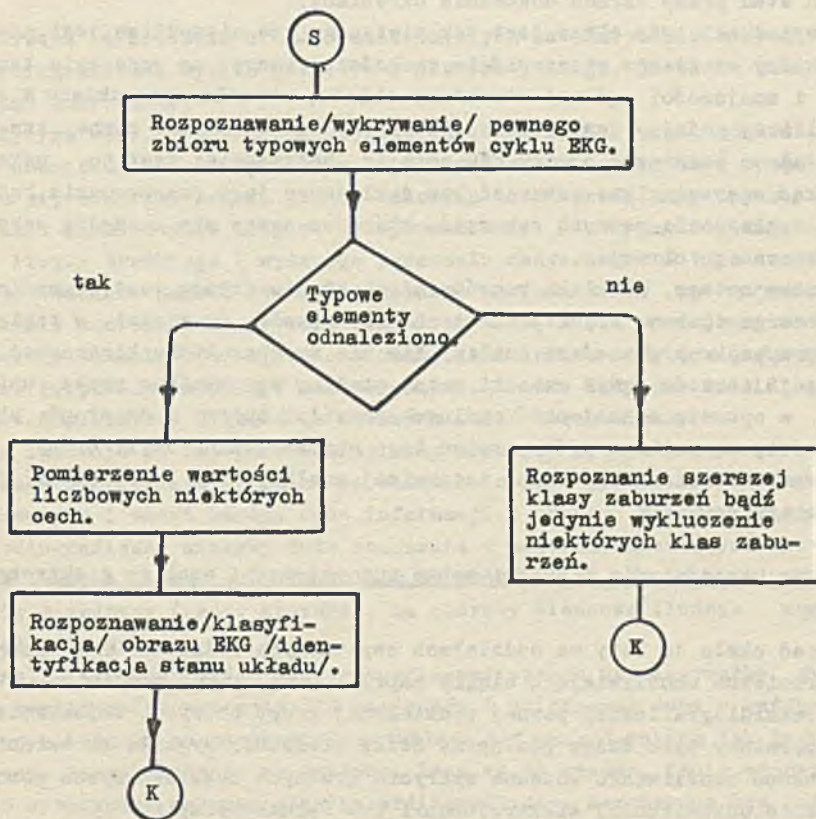 S
Rozpoznawanie/wykrywanie/ pewnego
zbioru typowych elementów cyklu EKG.
tak
nie
Typowe
elementy
odnaleziono.
Pomierzenie wartości
liczbowych niektórych
cech.
Rozpoznanie szerszej
klasy zaburzeń bądź
jedynie wykluczenie
niektórych klas zabu-
rzeń.
Rozpoznawanie/klasyfi-
kacja/ obrazu EKG /iden-
tyfikacja stanu układu/.
K
K